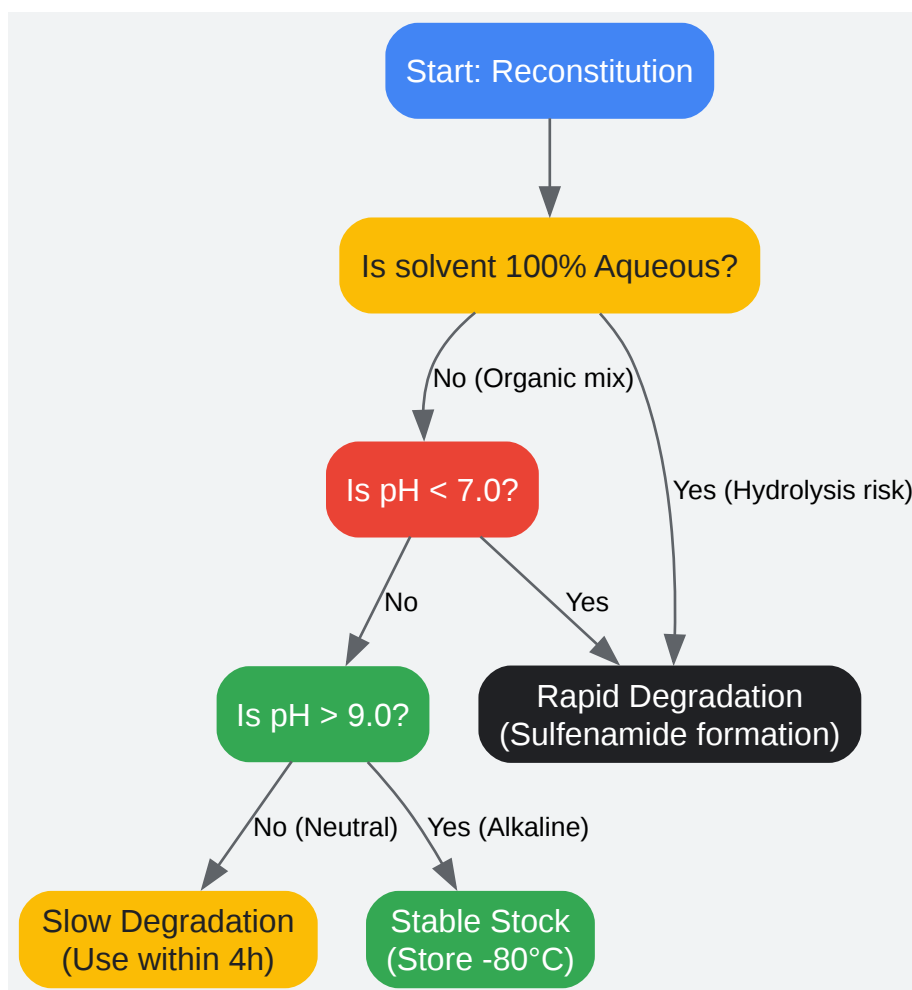 Start: Reconstitution
Is solvent 100% Aqueous?
No (Organic mix)
Is pH < 7.0?
Yes (Hydrolysis risk)
No
Yes
Is pH > 9.0?
Rapid Degradation
(Sulfenamide formation)
No (Neutral)
Yes (Alkaline)
Slow Degradation
(Use within 4h)
Stable Stock
(Store -80°C)